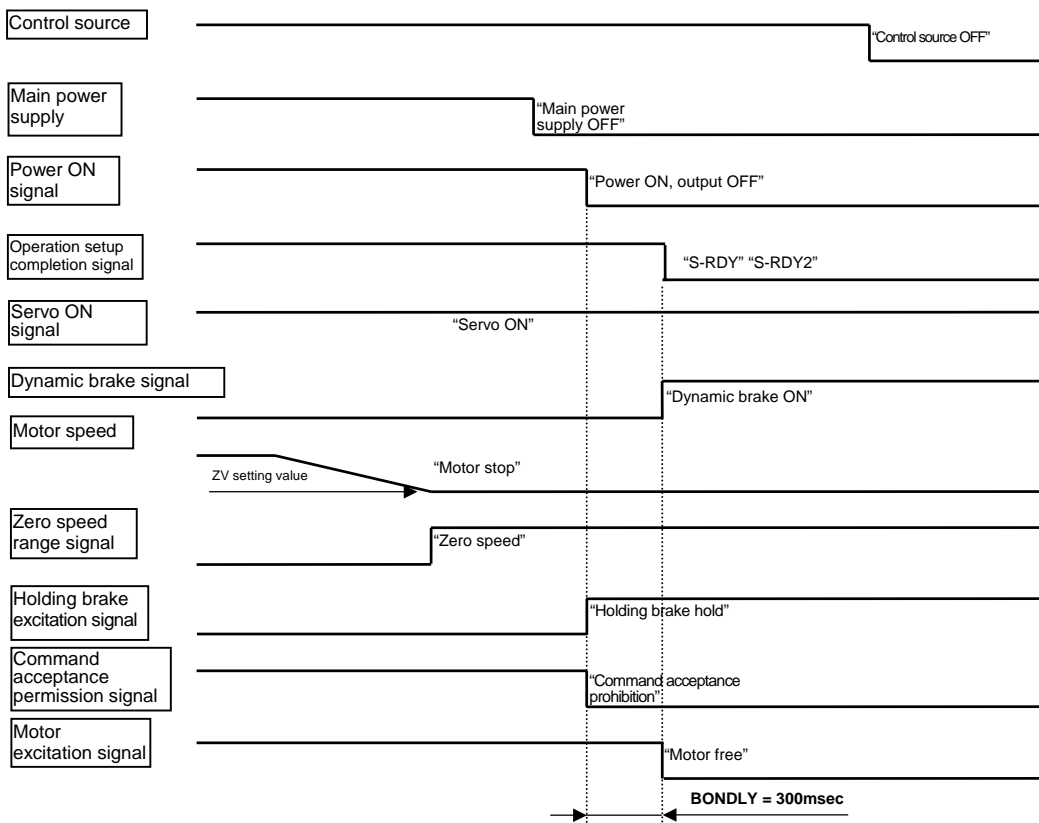 Control source
“Control source OFF”
Main power
supply
“Main power
supply OFF”
Power ON
signal
“Power ON, output OFF”
Operation setup
completion signal
“S-RDY” “S-RDY2”
Servo ON
signal
“Servo ON”
Dynamic brake signal
“Dynamic brake ON”
Motor speed
ZV setting value
“Motor stop”
Zero speed
range signal
“Zero speed”
Holding brake
excitation signal
“Holding brake hold”
Command
acceptance
permission signal
“Command acceptance
prohibition”
Motor
excitation signal
“Motor free”
BONDLY = 300msec